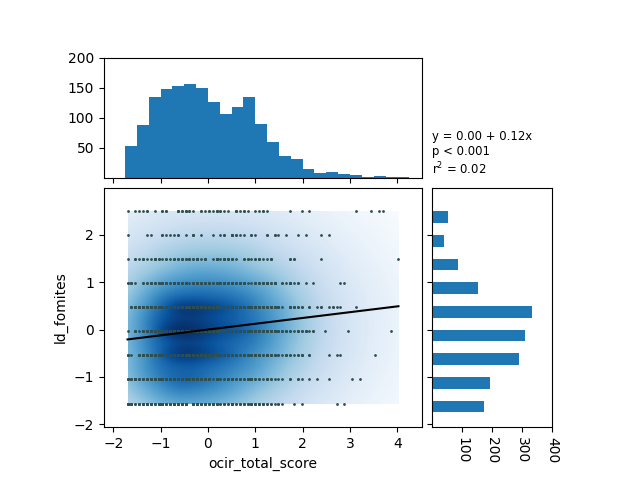 200
150
100
50
y = 0.00 + 0.12x
p < 0.001
r² = 0.02
ld_fomites
2
1
0
−1
−2
−2 −1 0 1 2 3 4
ocir_total_score
100 200 300 400